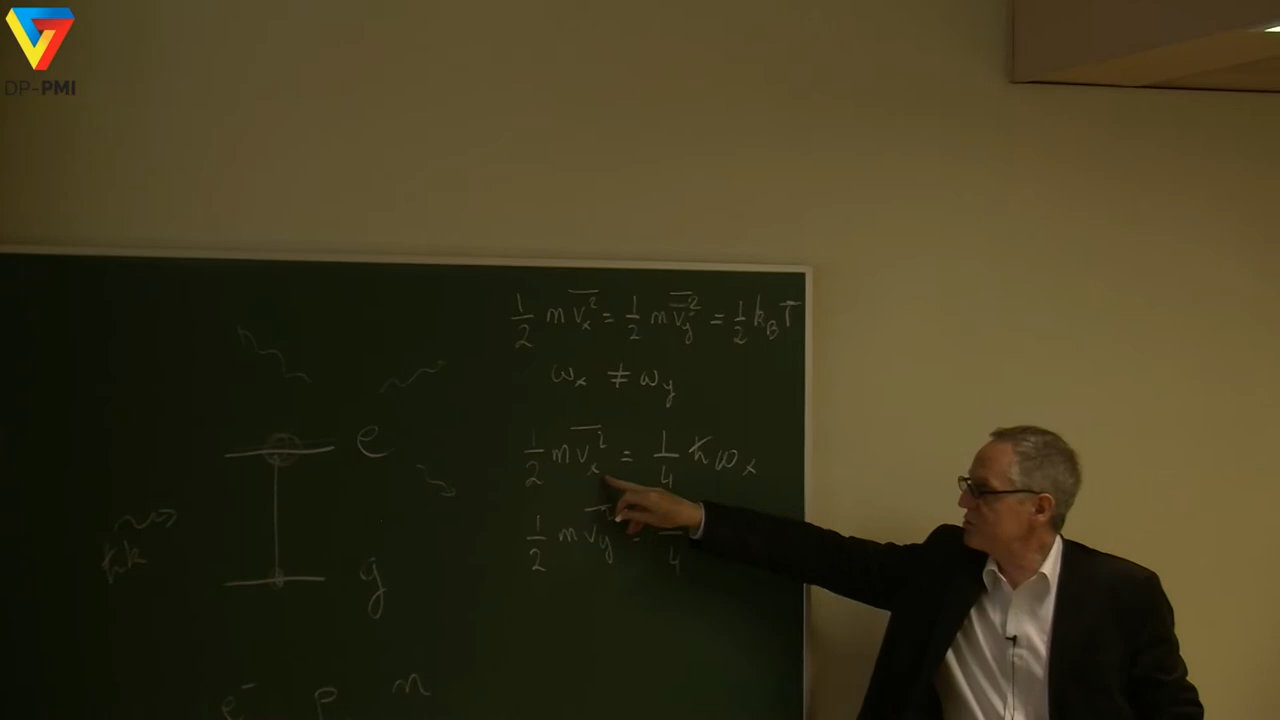 DP-PMI
½ m v̅ₓ² = ½ m v̅ᵧ² = ½ k_B T
ωₓ ≠ ωᵧ
½ m v̅ₓ² = ¼ ħωₓ
½ m v̅ᵧ = 4
e
g
ħk
e⁻ p n